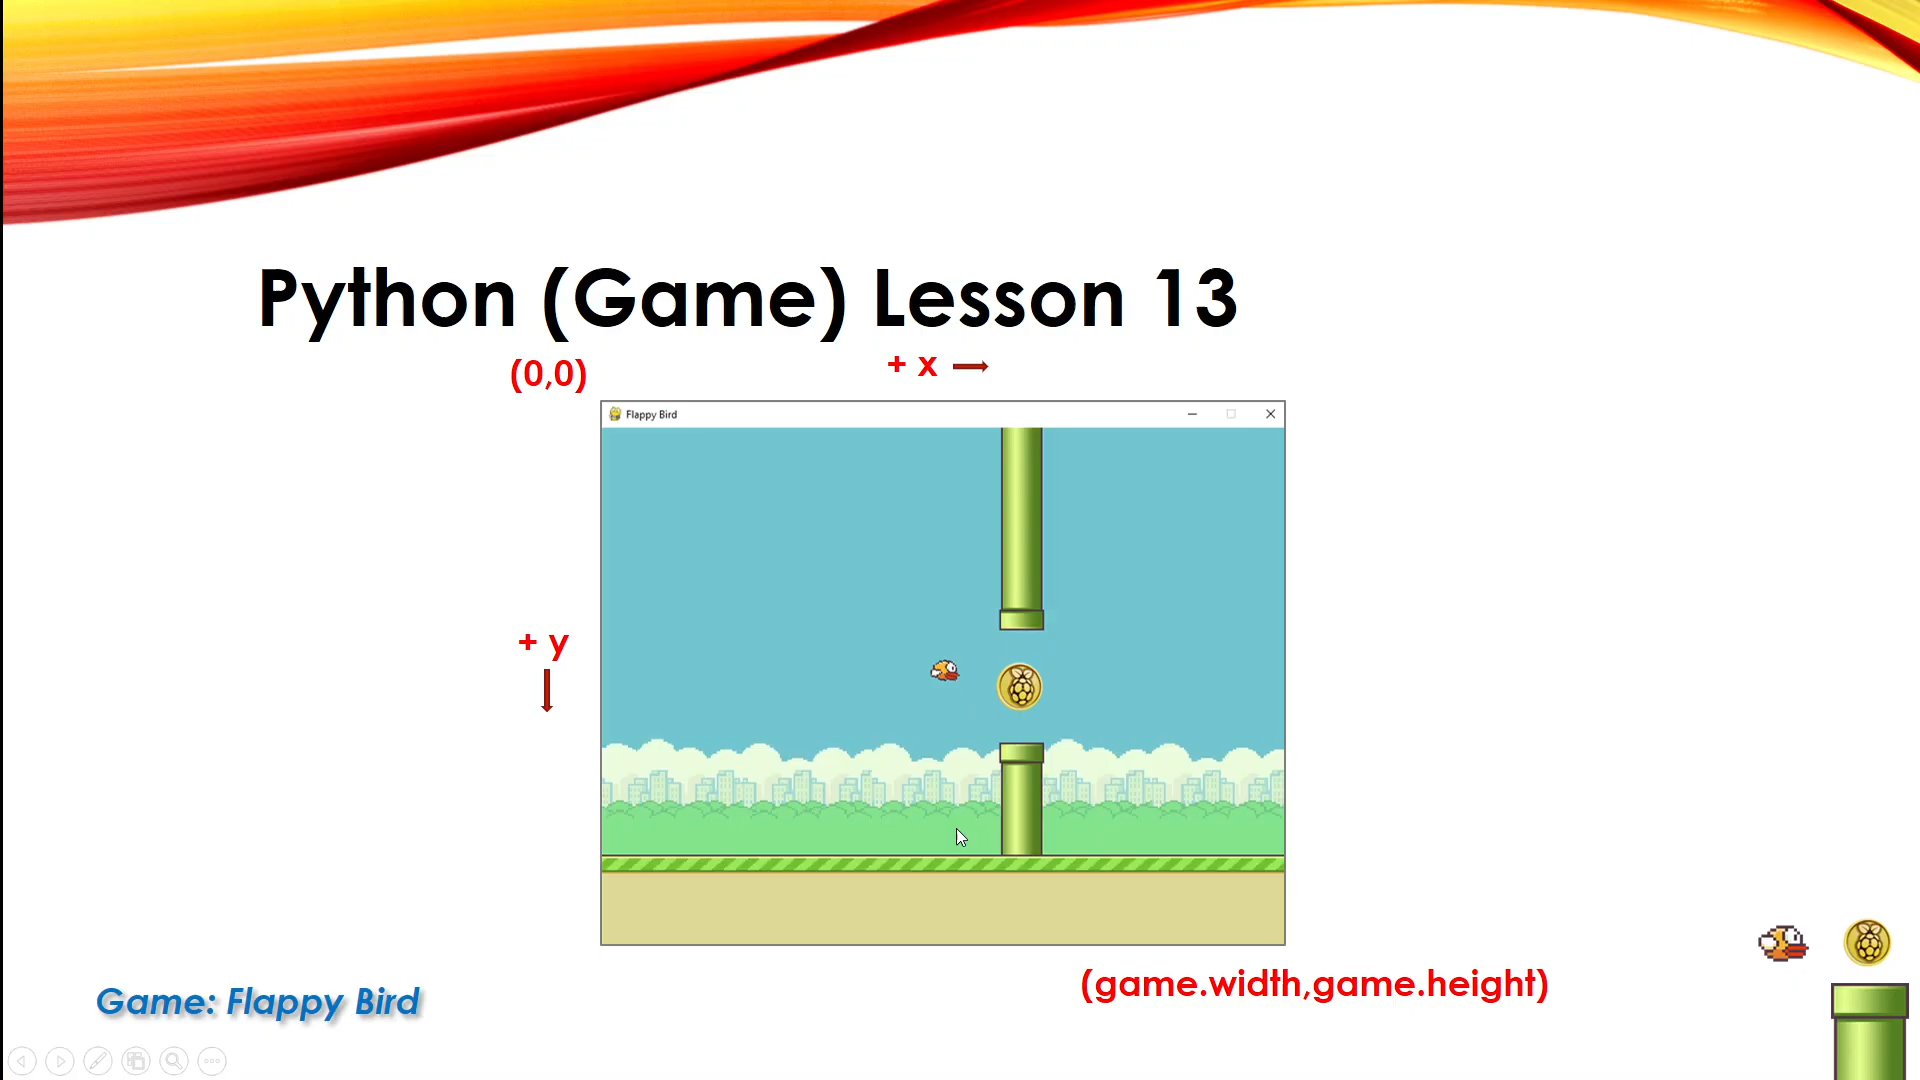 Python (Game) Lesson 13
(0,0)
+ x
Flappy Bird
+ y
(game.width,game.height)
Game: Flappy Bird